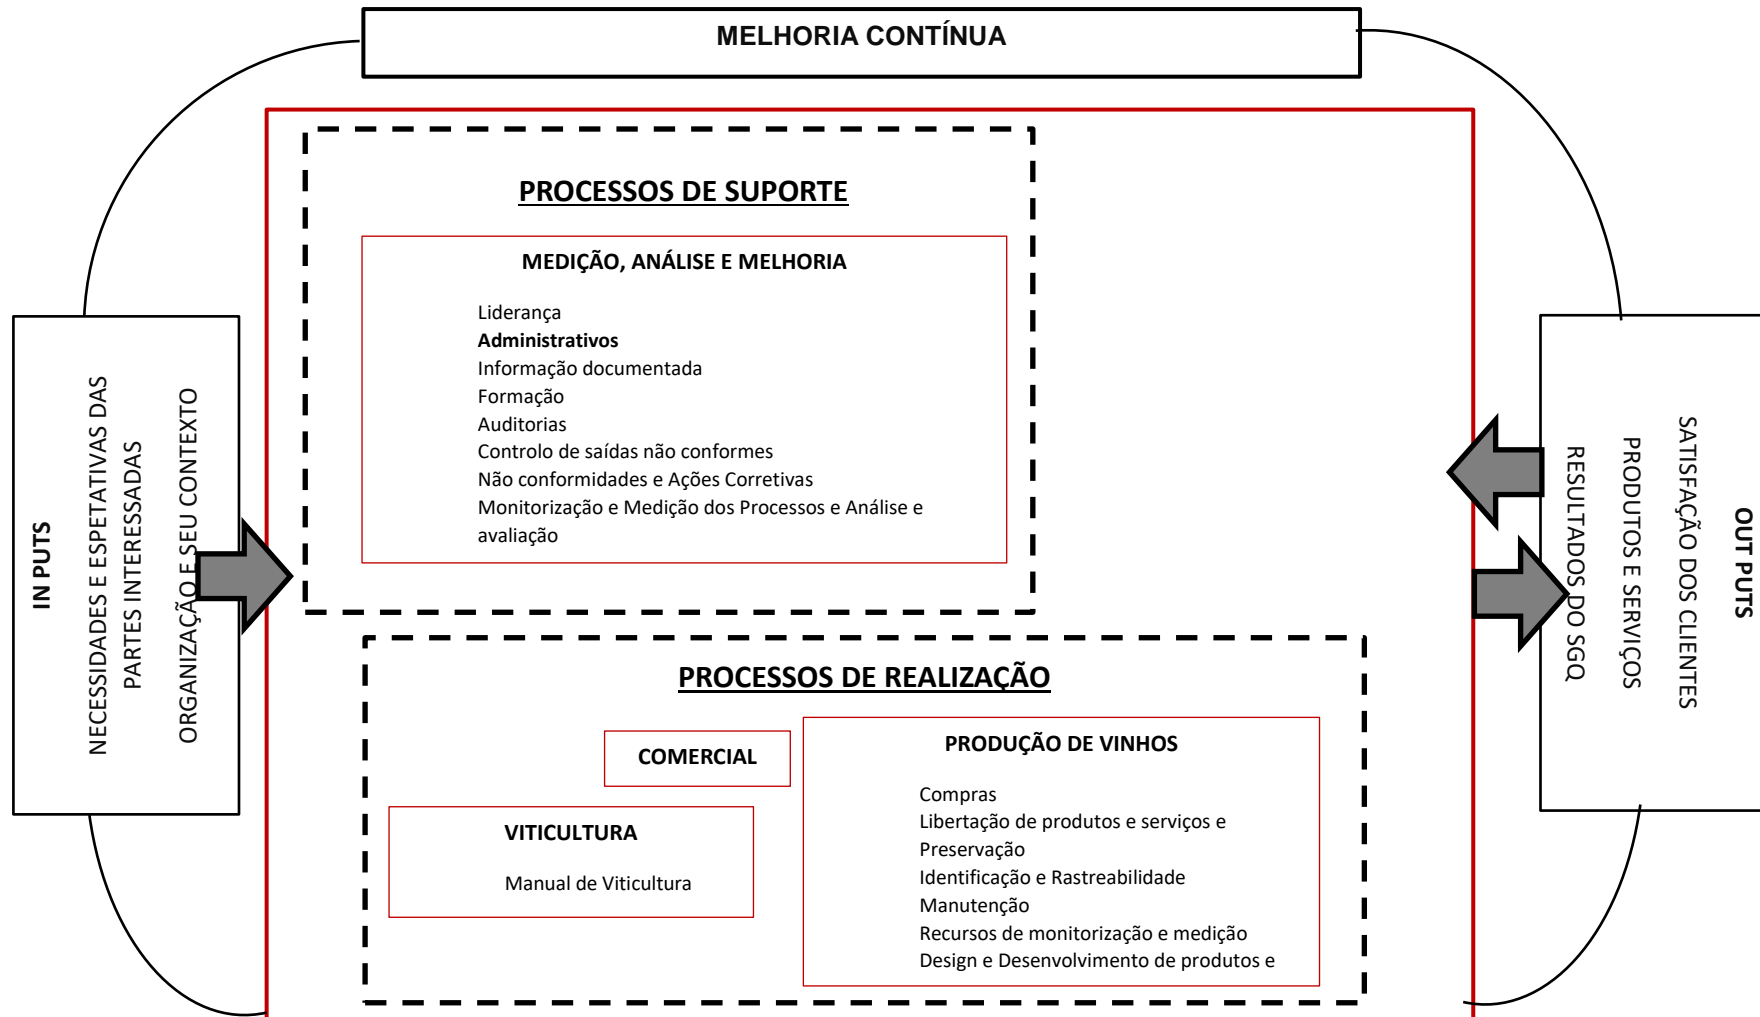 MELHORIA CONTÍNUA
PROCESSOS DE SUPORTE
MEDIÇÃO, ANÁLISE E MELHORIA
Liderança
Administrativos
Informação documentada
Formação
Auditorias
Controlo de saídas não conformes
Não conformidades e Ações Corretivas
Monitorização e Medição dos Processos e Análise e
avaliação
IN PUTS
NECESSIDADES E ESPETATIVAS DAS
PARTES INTERESSADAS
ORGANIZAÇÃO E SEU CONTEXTO
OUT PUTS
SATISFAÇÃO DOS CLIENTES
PRODUTOS E SERVIÇOS
RESULTADOS DO SGQ
PROCESSOS DE REALIZAÇÃO
COMERCIAL
VITICULTURA
Manual de Viticultura
PRODUÇÃO DE VINHOS
Compras
Libertação de produtos e serviços e
Preservação
Identificação e Rastreabilidade
Manutenção
Recursos de monitorização e medição
Design e Desenvolvimento de produtos e